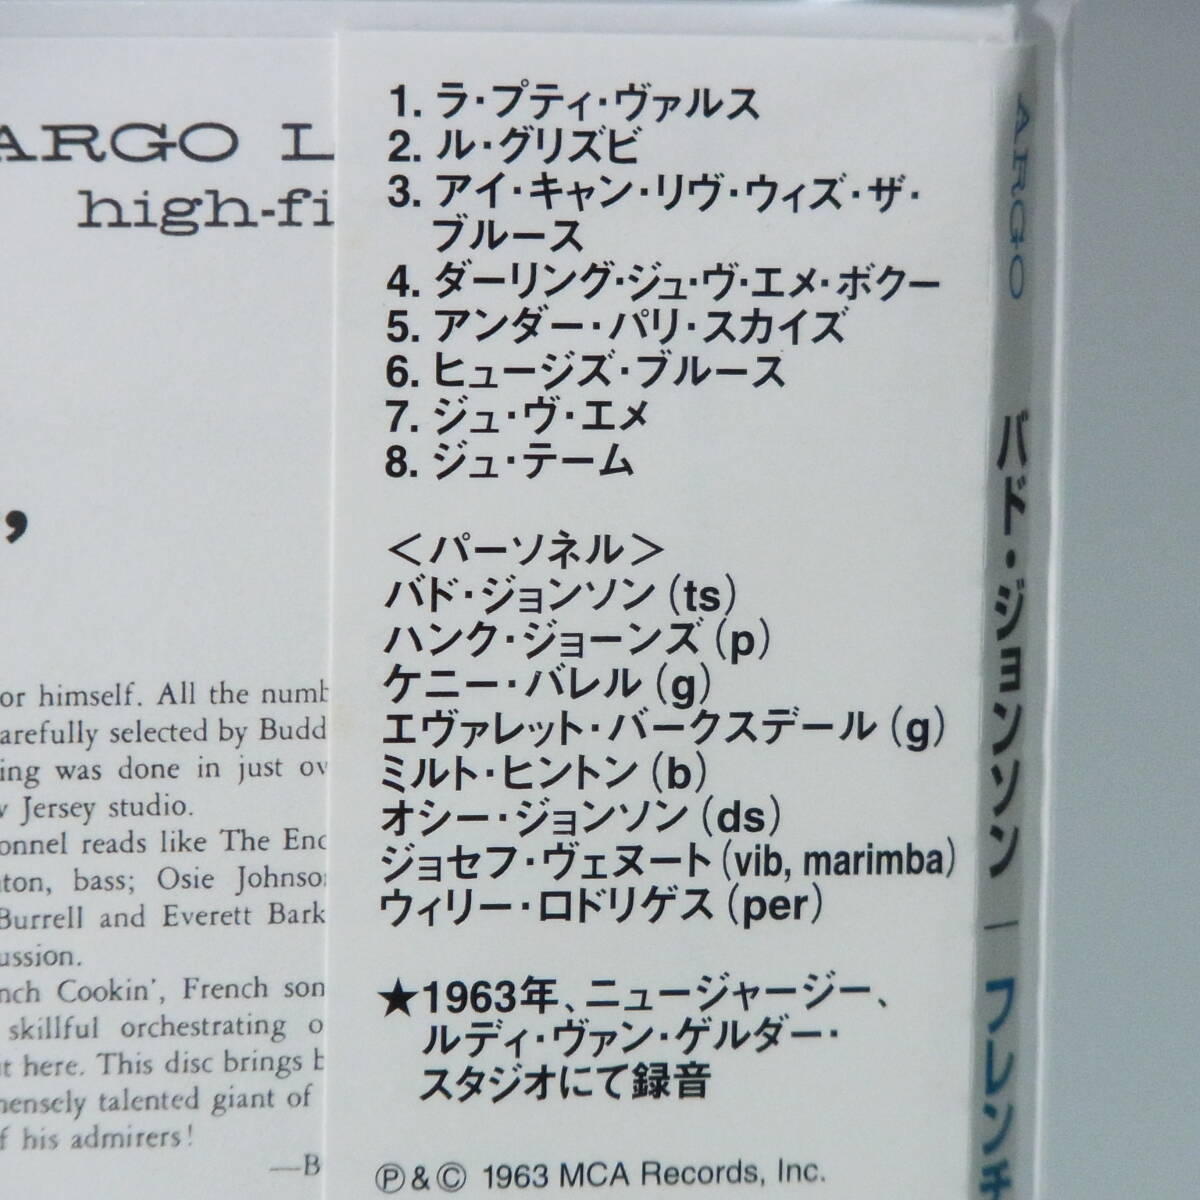 ARGO L
high-fi
,
or himself. All the numb
arefully selected by Budd
ing was done in just ov
Jersey studio.
onnel reads like The Enc
ton, bass; Osie Johnso
Burrell and Everett Bark
ussion.
nch Cookin', French son
skillful orchestrating o
t here. This disc brings b
mensely talented giant of
f his admirers!
—B
1. ラ・プティ・ヴァルス
2. ル・グリズビ
3. アイ・キャン・リヴ・ウィズ・ザ・
ブルース
4. ダーリング・ジュ・ヴ・エメ・ボクー
5. アンダー・パリ・スカイズ
6. ヒュージズ・ブルース
7. ジュ・ヴ・エメ
8. ジュ・テーム
＜パーソネル＞
バド・ジョンソン(ts)
ハンク・ジョーンズ(p)
ケニー・バレル(g)
エヴァレット・バークスデール(g)
ミルト・ヒントン(b)
オシー・ジョンソン(ds)
ジョセフ・ヴェヌート(vib, marimba)
ウィリー・ロドリゲス(per)
★1963年、ニュージャージー、
ルディ・ヴァン・ゲルダー・
スタジオにて録音
Ⓟ&Ⓒ 1963 MCA Records, Inc.
ARGO
バド・ジョンソン｜フレンチ